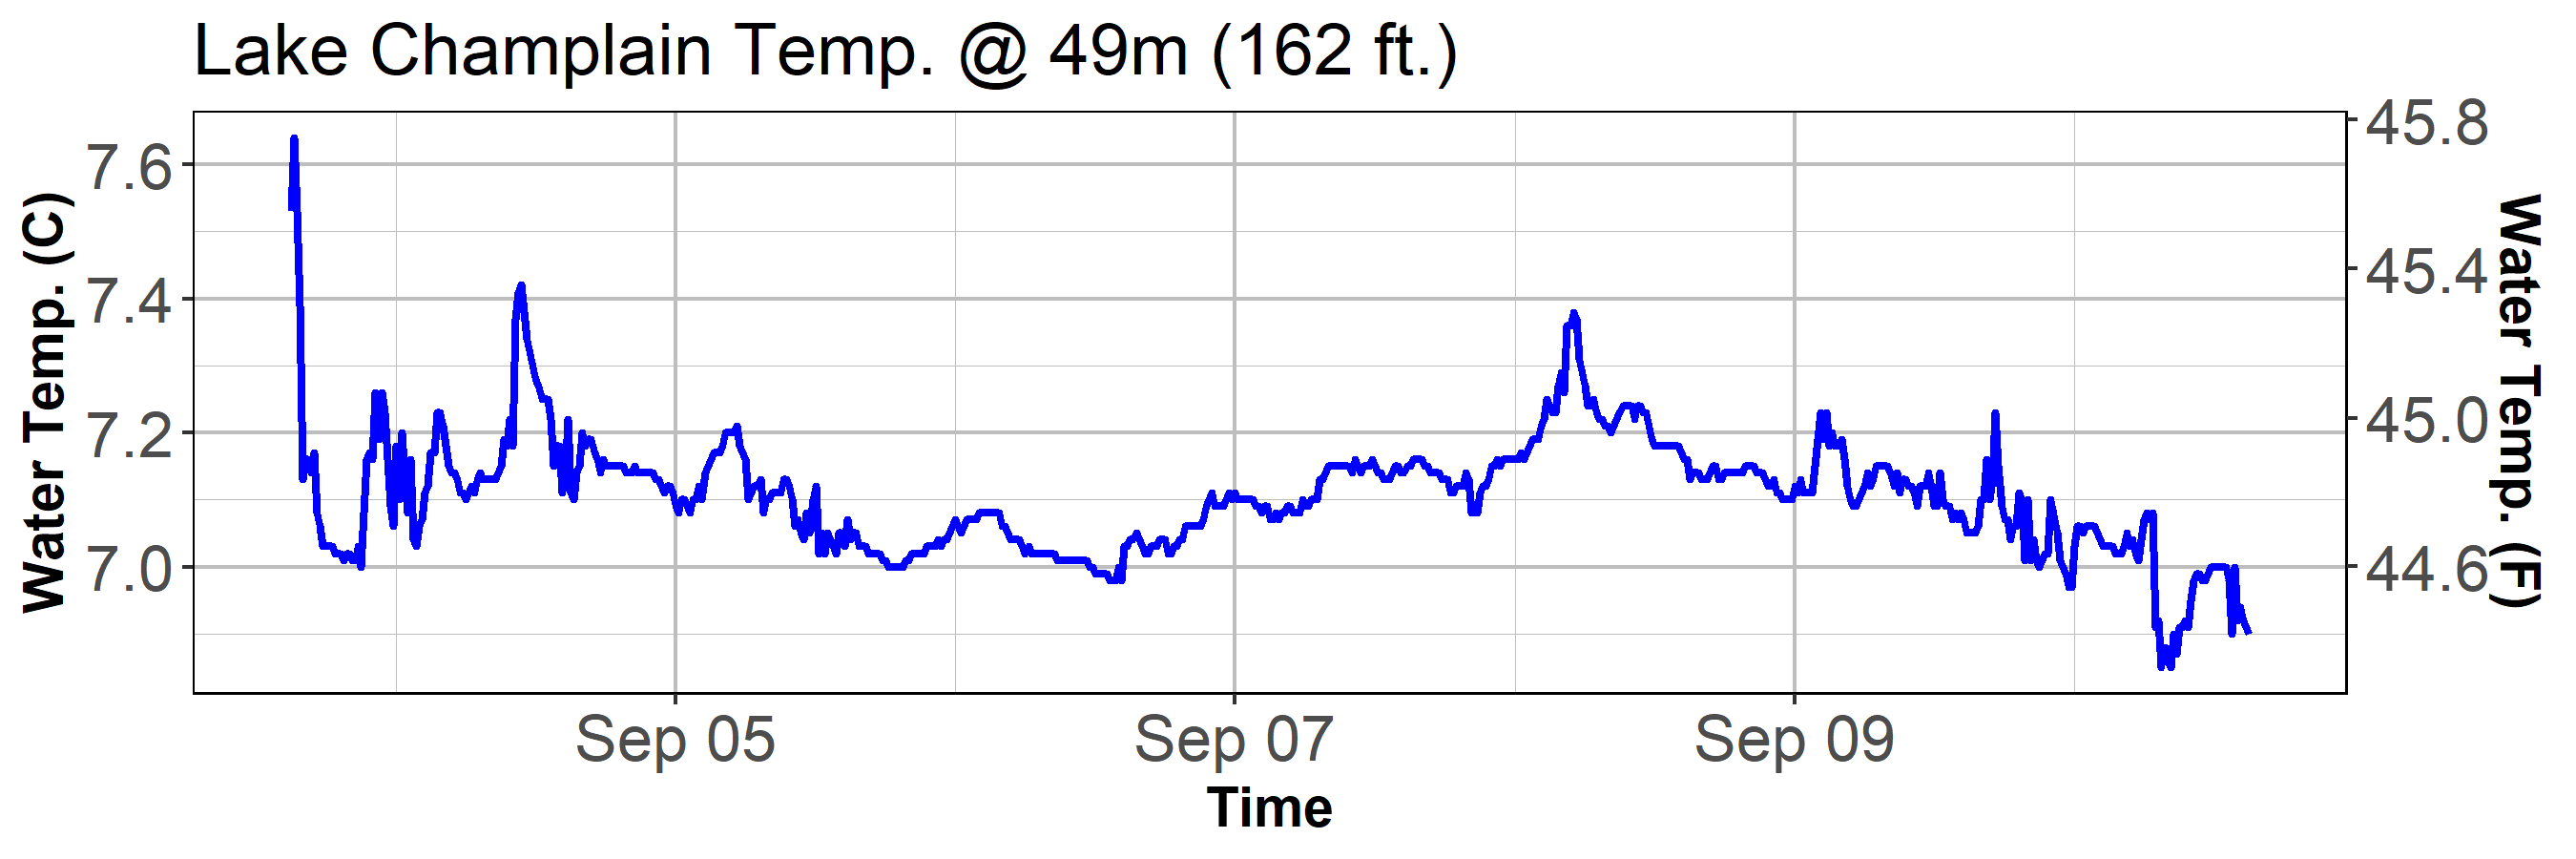 Lake Champlain Temp. @ 49m (162 ft.)
Water Temp. (C)
7.6
7.4
7.2
7.0
45.8
45.4
45.0
44.6
Water Temp. (F)
Sep 05 Sep 07 Sep 09
Time